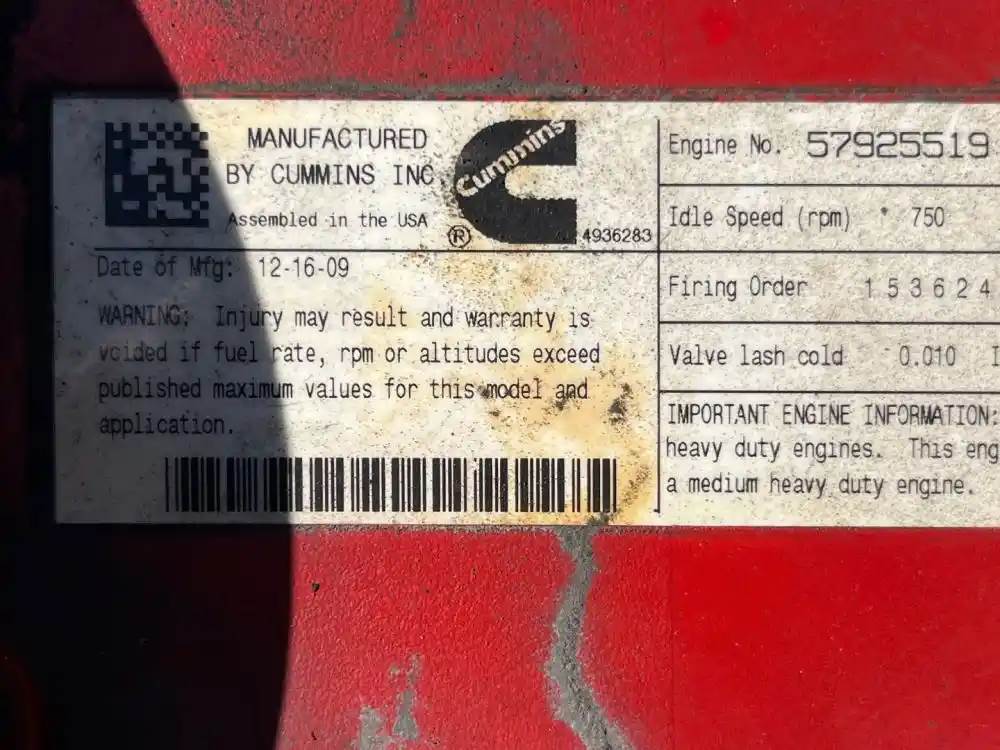 MANUFACTURED
BY CUMMINS INC
Assembled in the USA
Cummins
®
4936283
Date of Mfg: 12-16-09
WARNING: Injury may result and warranty is
voided if fuel rate, rpm or altitudes exceed
published maximum values for this model and
application.
Engine No. 57925519
Idle Speed (rpm) 750
Firing Order 1 5 3 6 2 4
Valve lash cold 0.010 I
IMPORTANT ENGINE INFORMATION:
heavy duty engines. This eng
a medium heavy duty engine.